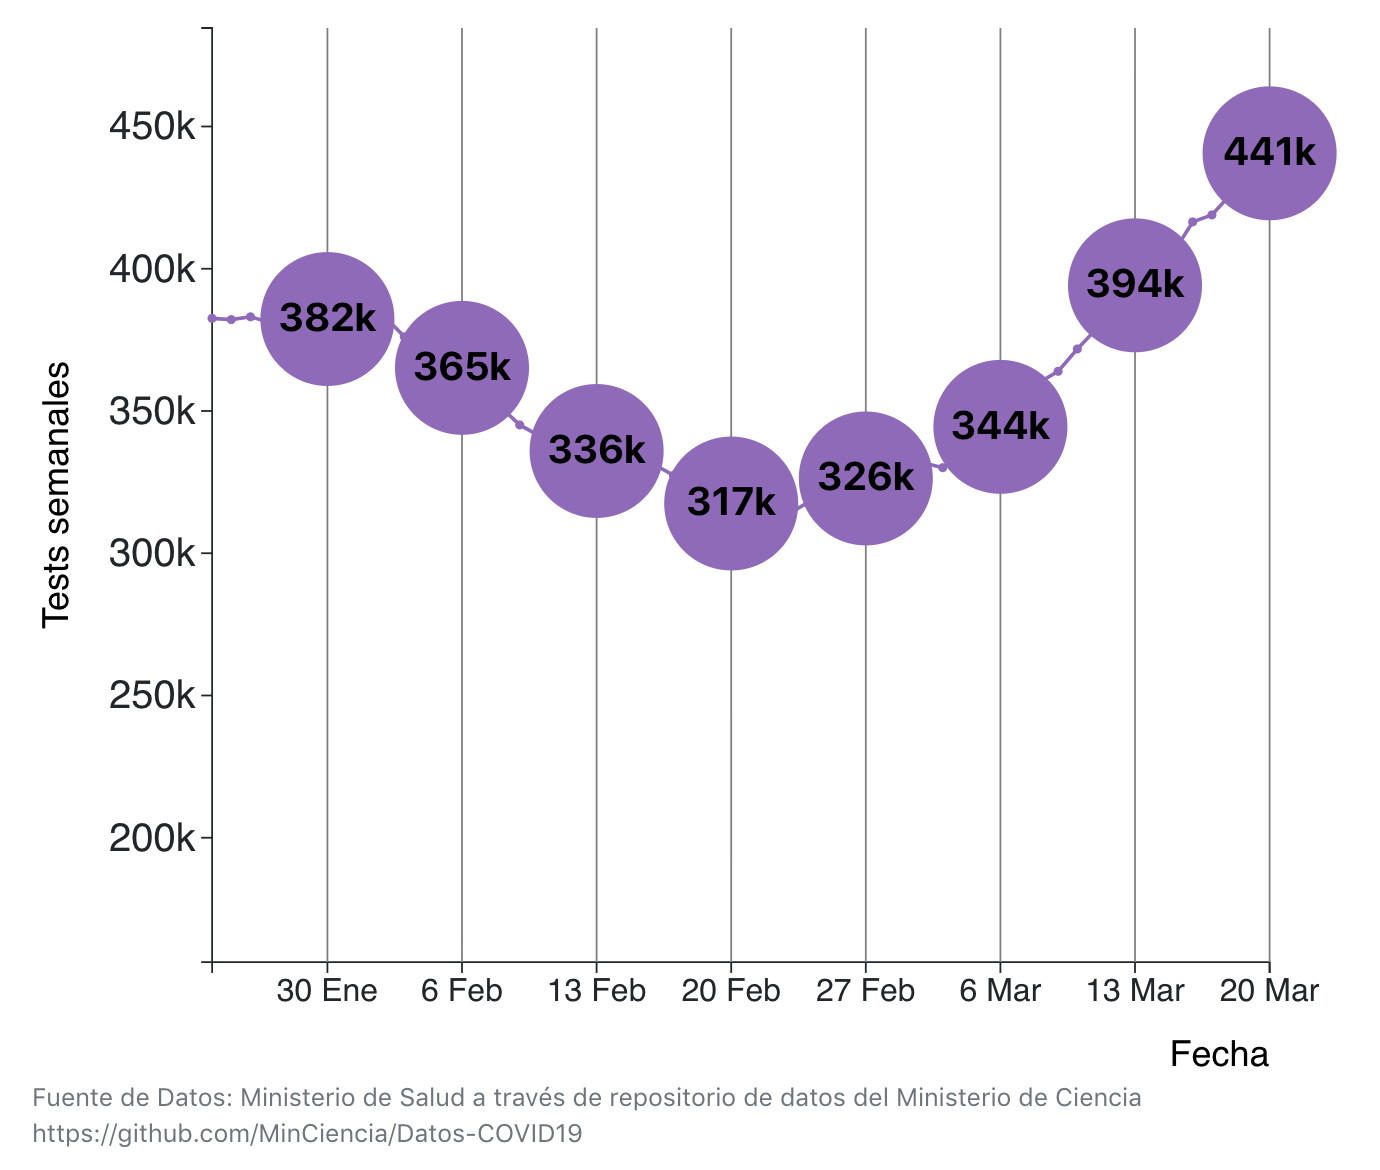 450k
400k
350k
300k
250k
200k
Tests semanales
382k
365k
336k
317k
326k
344k
394k
441k
30 Ene
6 Feb
13 Feb
20 Feb
27 Feb
6 Mar
13 Mar
20 Mar
Fecha
Fuente de Datos: Ministerio de Salud a través de repositorio de datos del Ministerio de Ciencia
https://github.com/MinCiencia/Datos-COVID19